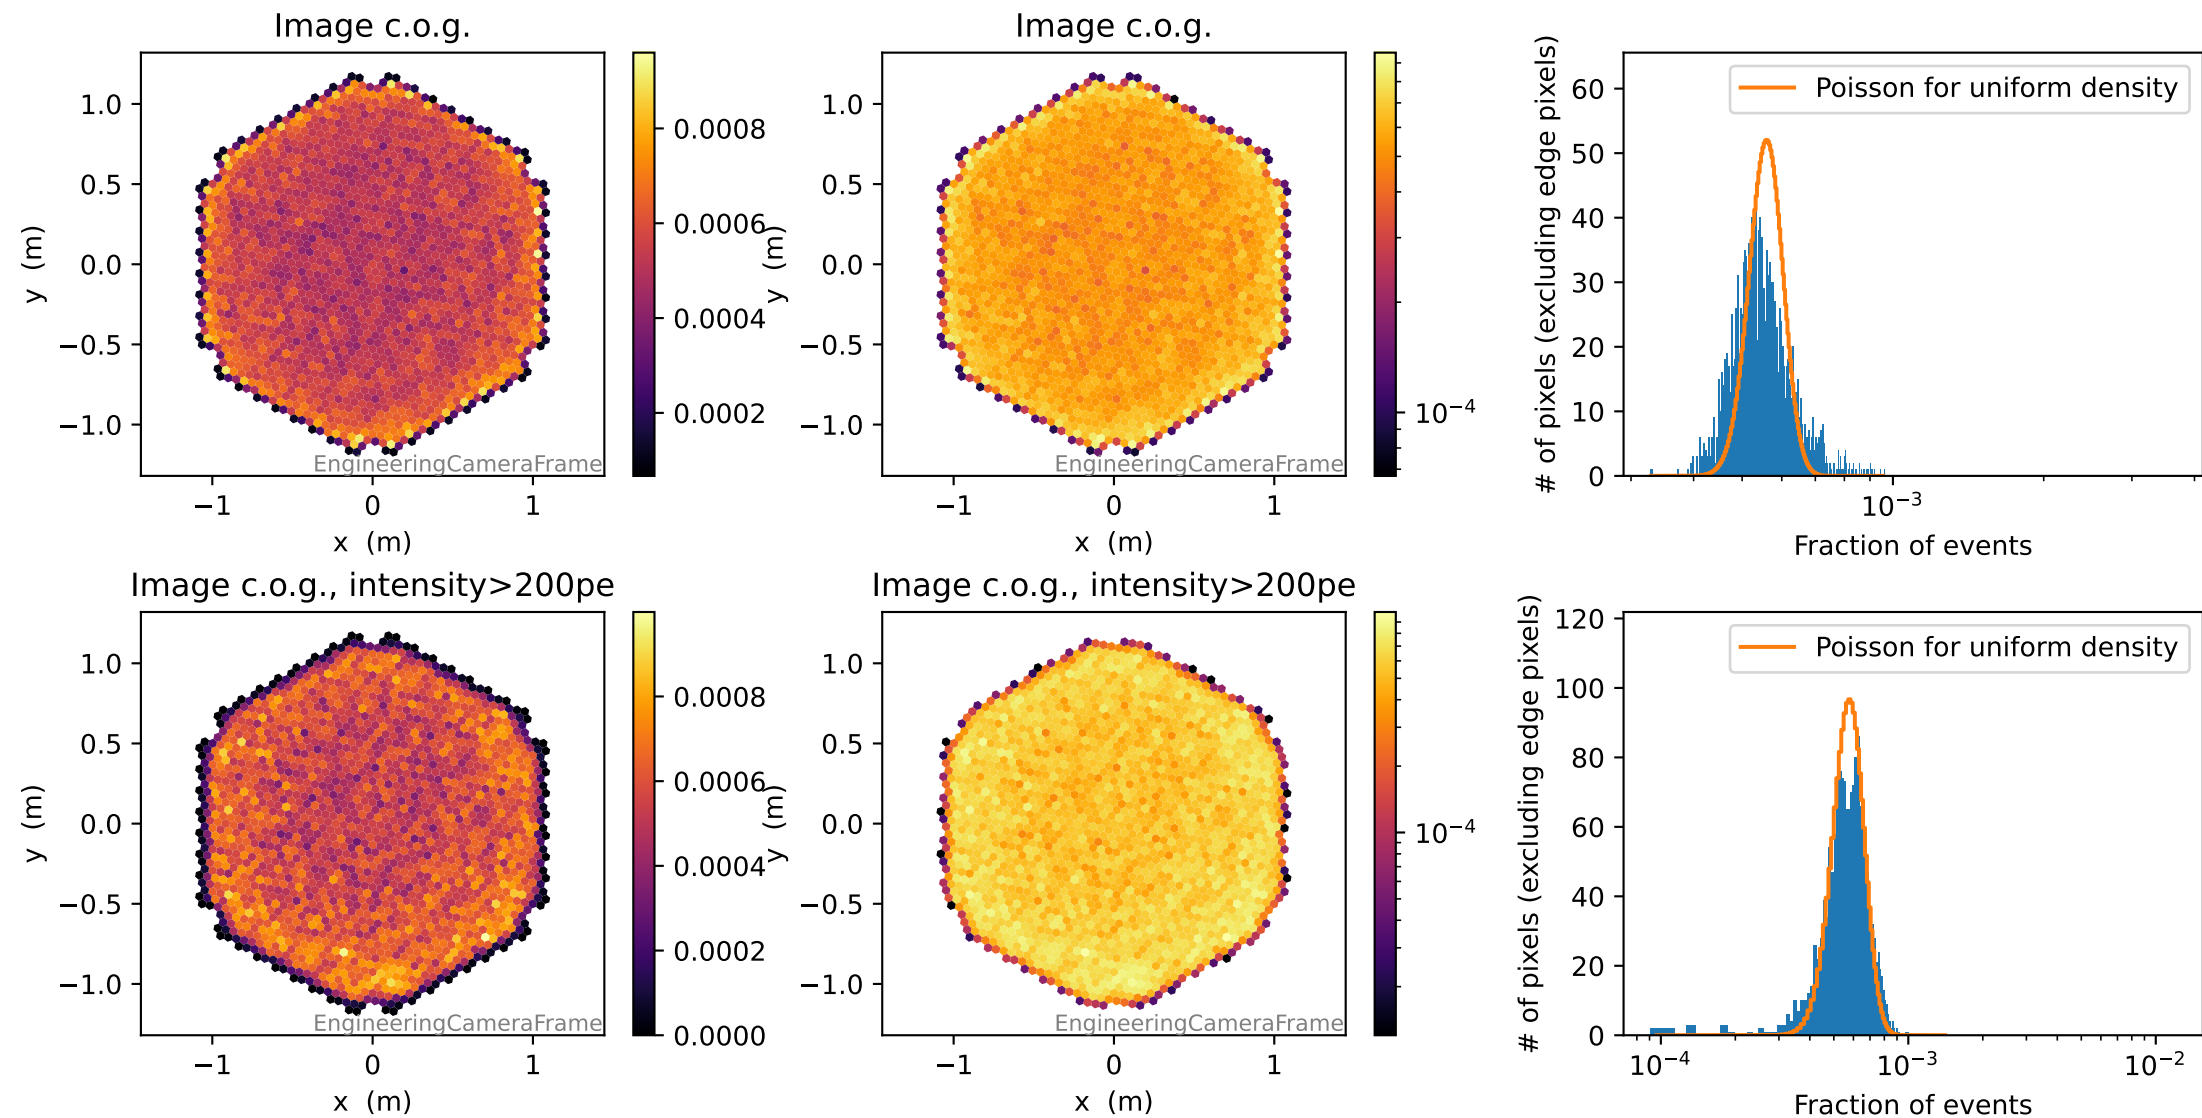 Image c.o.g.
1.0
0.5
0.0
−0.5
−1.0
y (m)
−1
0
1
x (m)
EngineeringCameraFrame
0.0008
0.0006
0.0004
0.0002
Image c.o.g.
1.0
0.5
0.0
−0.5
−1.0
y (m)
−1
0
1
x (m)
EngineeringCameraFrame
10⁻⁴
# of pixels (excluding edge pixels)
60
50
40
30
20
10
0
Poisson for uniform density
10⁻³
Fraction of events
Image c.o.g., intensity>200pe
1.0
0.5
0.0
−0.5
−1.0
y (m)
−1
0
1
x (m)
EngineeringCameraFrame
0.0008
0.0006
0.0004
0.0002
0.0000
Image c.o.g., intensity>200pe
1.0
0.5
0.0
−0.5
−1.0
y (m)
−1
0
1
x (m)
EngineeringCameraFrame
10⁻⁴
# of pixels (excluding edge pixels)
120
100
80
60
40
20
0
Poisson for uniform density
10⁻⁴
10⁻³
10⁻²
Fraction of events